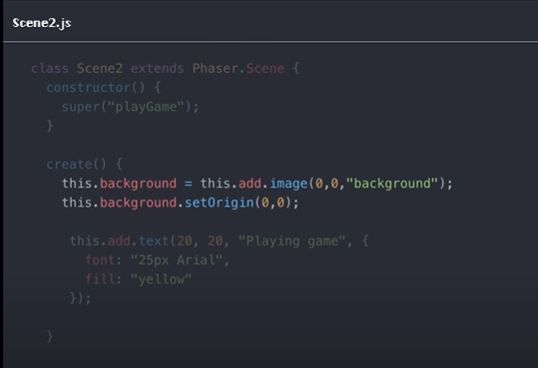 Scene2.js
class Scene2 extends Phaser.Scene {
constructor() {
super("playGame");
}
create() {
this.background = this.add.image(0,0,"background");
this.background.setOrigin(0,0);
this.add.text(20, 20, "Playing game", {
font: "25px Arial",
fill: "yellow"
});
}